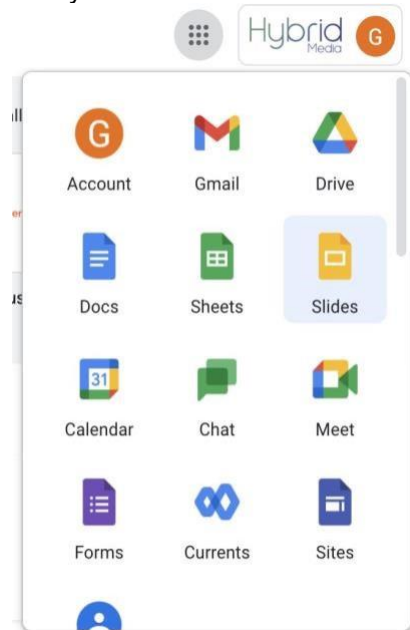 Hybrid
Media
G
G
Account
Gmail
Drive
Docs
Sheets
Slides
31
Calendar
Chat
Meet
Forms
Currents
Sites